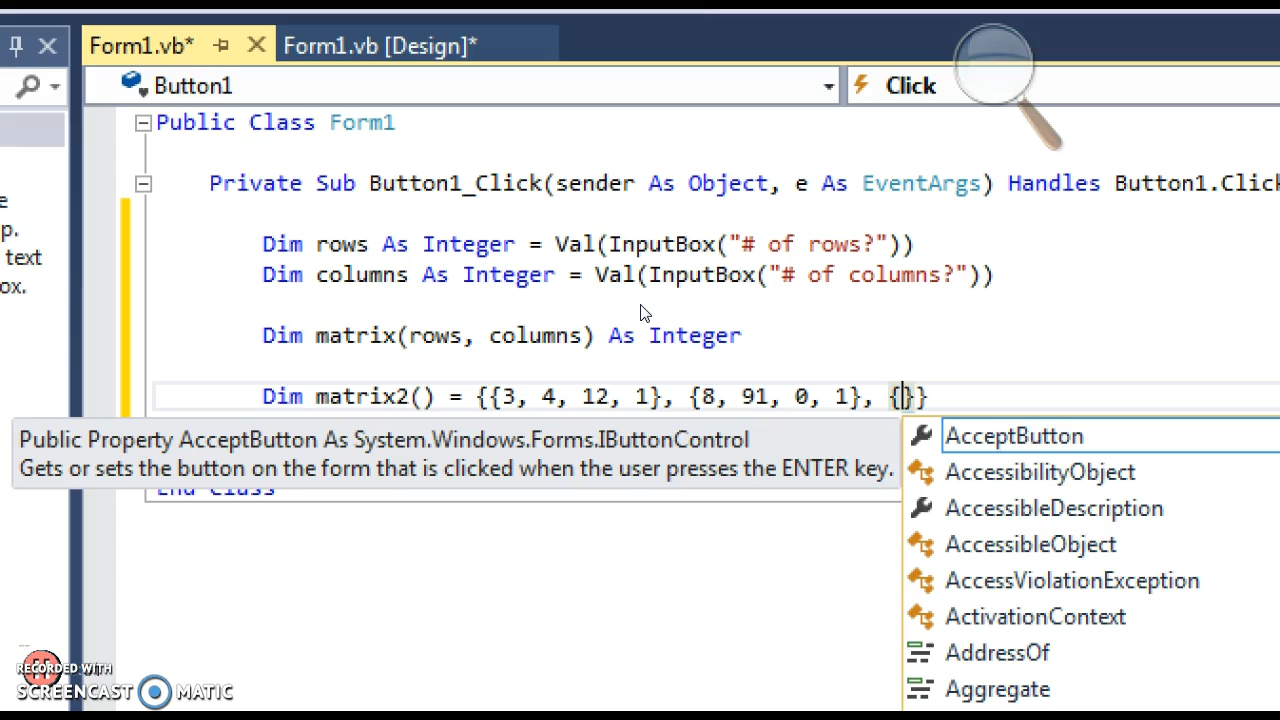 Form1.vb* Form1.vb [Design]*
Button1 Click
Public Class Form1
Private Sub Button1_Click(sender As Object, e As EventArgs) Handles Button1.Click
e
p.
Dim rows As Integer = Val(InputBox("# of rows?"))
text
Dim columns As Integer = Val(InputBox("# of columns?"))
ox.
Dim matrix(rows, columns) As Integer
Dim matrix2() = {{3, 4, 12, 1}, {8, 91, 0, 1}, {}}
Public Property AcceptButton As System.Windows.Forms.IButtonControl
Gets or sets the button on the form that is clicked when the user presses the ENTER key.
End Class
AcceptButton
AccessibilityObject
AccessibleDescription
AccessibleObject
AccessViolationException
ActivationContext
AddressOf
Aggregate
RECORDED WITH
SCREENCAST MATIC